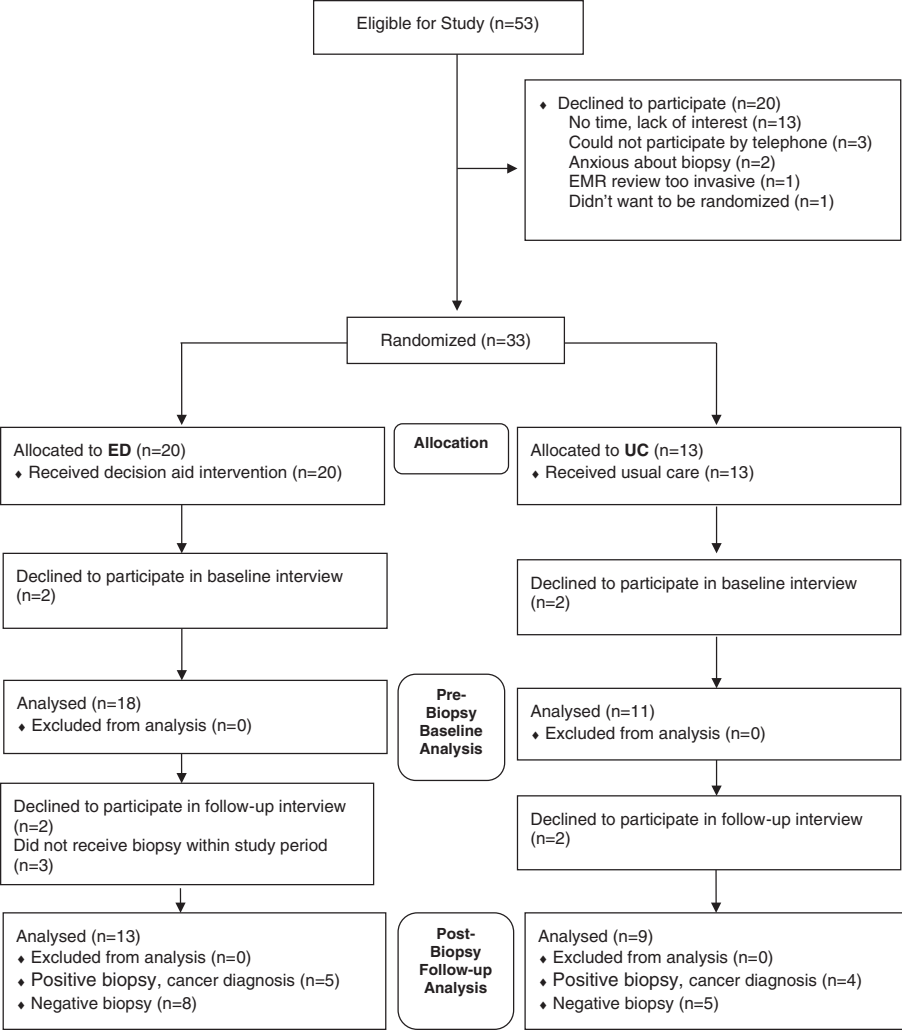 Eligible for Study (n=53)
♦ Declined to participate (n=20)
No time, lack of interest (n=13)
Could not participate by telephone (n=3)
Anxious about biopsy (n=2)
EMR review too invasive (n=1)
Didn’t want to be randomized (n=1)
Randomized (n=33)
Allocated to ED (n=20)
♦ Received decision aid intervention (n=20)
Allocation
Allocated to UC (n=13)
♦ Received usual care (n=13)
Declined to participate in baseline interview
(n=2)
Declined to participate in baseline interview
(n=2)
Analysed (n=18)
♦ Excluded from analysis (n=0)
Pre-
Biopsy
Baseline
Analysis
Analysed (n=11)
♦ Excluded from analysis (n=0)
Declined to participate in follow-up interview
(n=2)
Did not receive biopsy within study period
(n=3)
Declined to participate in follow-up interview
(n=2)
Analysed (n=13)
♦ Excluded from analysis (n=0)
♦ Positive biopsy, cancer diagnosis (n=5)
♦ Negative biopsy (n=8)
Post-
Biopsy
Follow-up
Analysis
Analysed (n=9)
♦ Excluded from analysis (n=0)
♦ Positive biopsy, cancer diagnosis (n=4)
♦ Negative biopsy (n=5)